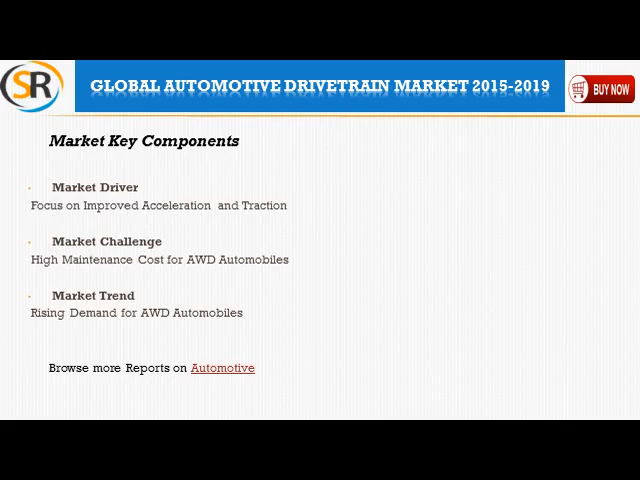 SR
GLOBAL AUTOMOTIVE DRIVETRAIN MARKET 2015-2019
BUY NOW
Market Key Components
• Market Driver
Focus on Improved Acceleration and Traction
• Market Challenge
High Maintenance Cost for AWD Automobiles
• Market Trend
Rising Demand for AWD Automobiles
Browse more Reports on Automotive